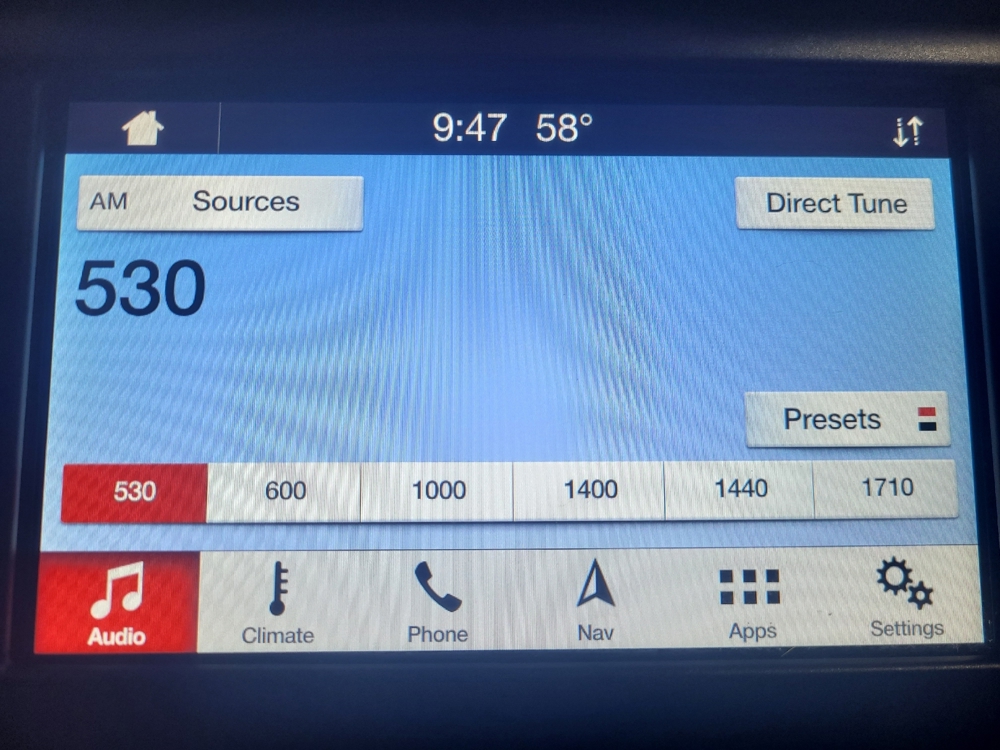 9:47 58°
AM Sources Direct Tune
530
Presets
530 600 1000 1400 1440 1710
Audio Climate Phone Nav Apps Settings